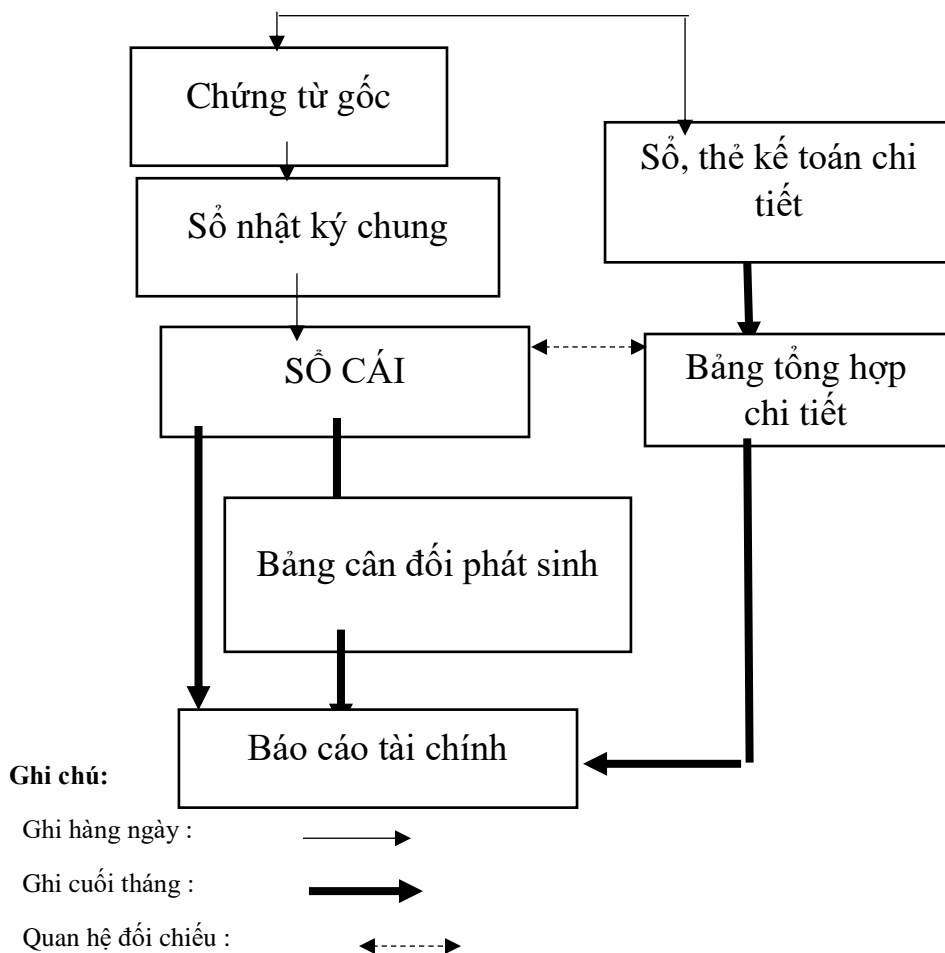 Chứng từ gốc
Sổ, thẻ kế toán chi
tiết
Sổ nhật ký chung
SỔ CÁI
Bảng tổng hợp
chi tiết
Bảng cân đối phát sinh
Báo cáo tài chính
Ghi chú:
Ghi hàng ngày :
Ghi cuối tháng :
Quan hệ đối chiếu :